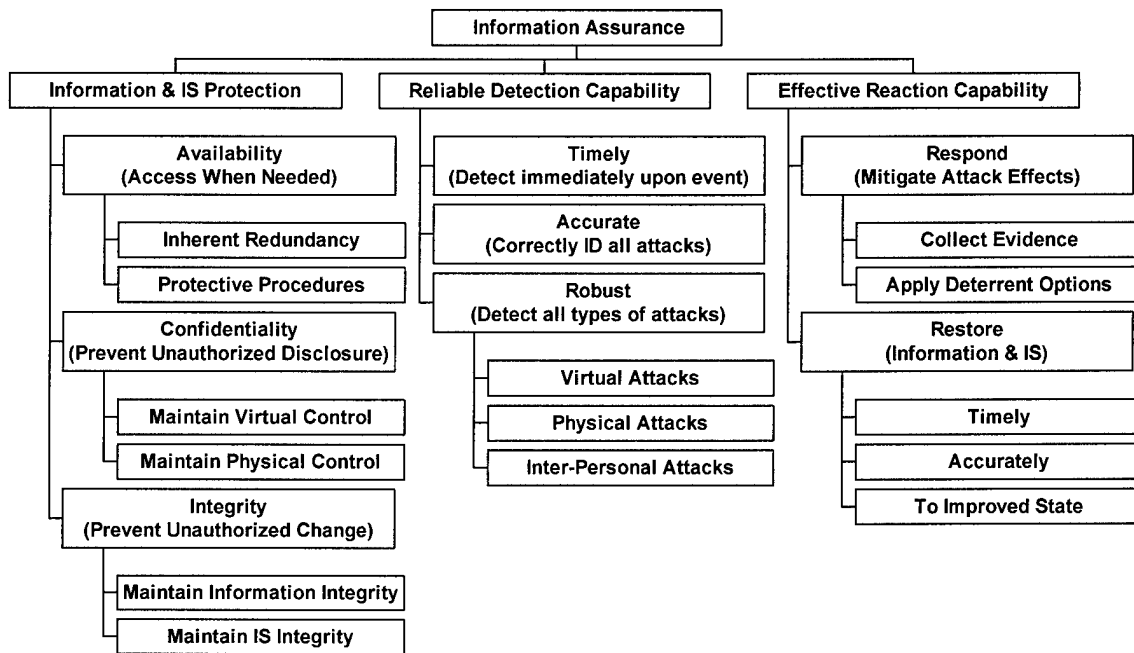 Information Assurance
Information & IS Protection
Availability
(Access When Needed)
Inherent Redundancy
Protective Procedures
Confidentiality
(Prevent Unauthorized Disclosure)
Maintain Virtual Control
Maintain Physical Control
Integrity
(Prevent Unauthorized Change)
Maintain Information Integrity
Maintain IS Integrity
Reliable Detection Capability
Timely
(Detect immediately upon event)
Accurate
(Correctly ID all attacks)
Robust
(Detect all types of attacks)
Virtual Attacks
Physical Attacks
Inter-Personal Attacks
Effective Reaction Capability
Respond
(Mitigate Attack Effects)
Collect Evidence
Apply Deterrent Options
Restore
(Information & IS)
Timely
Accurately
To Improved State